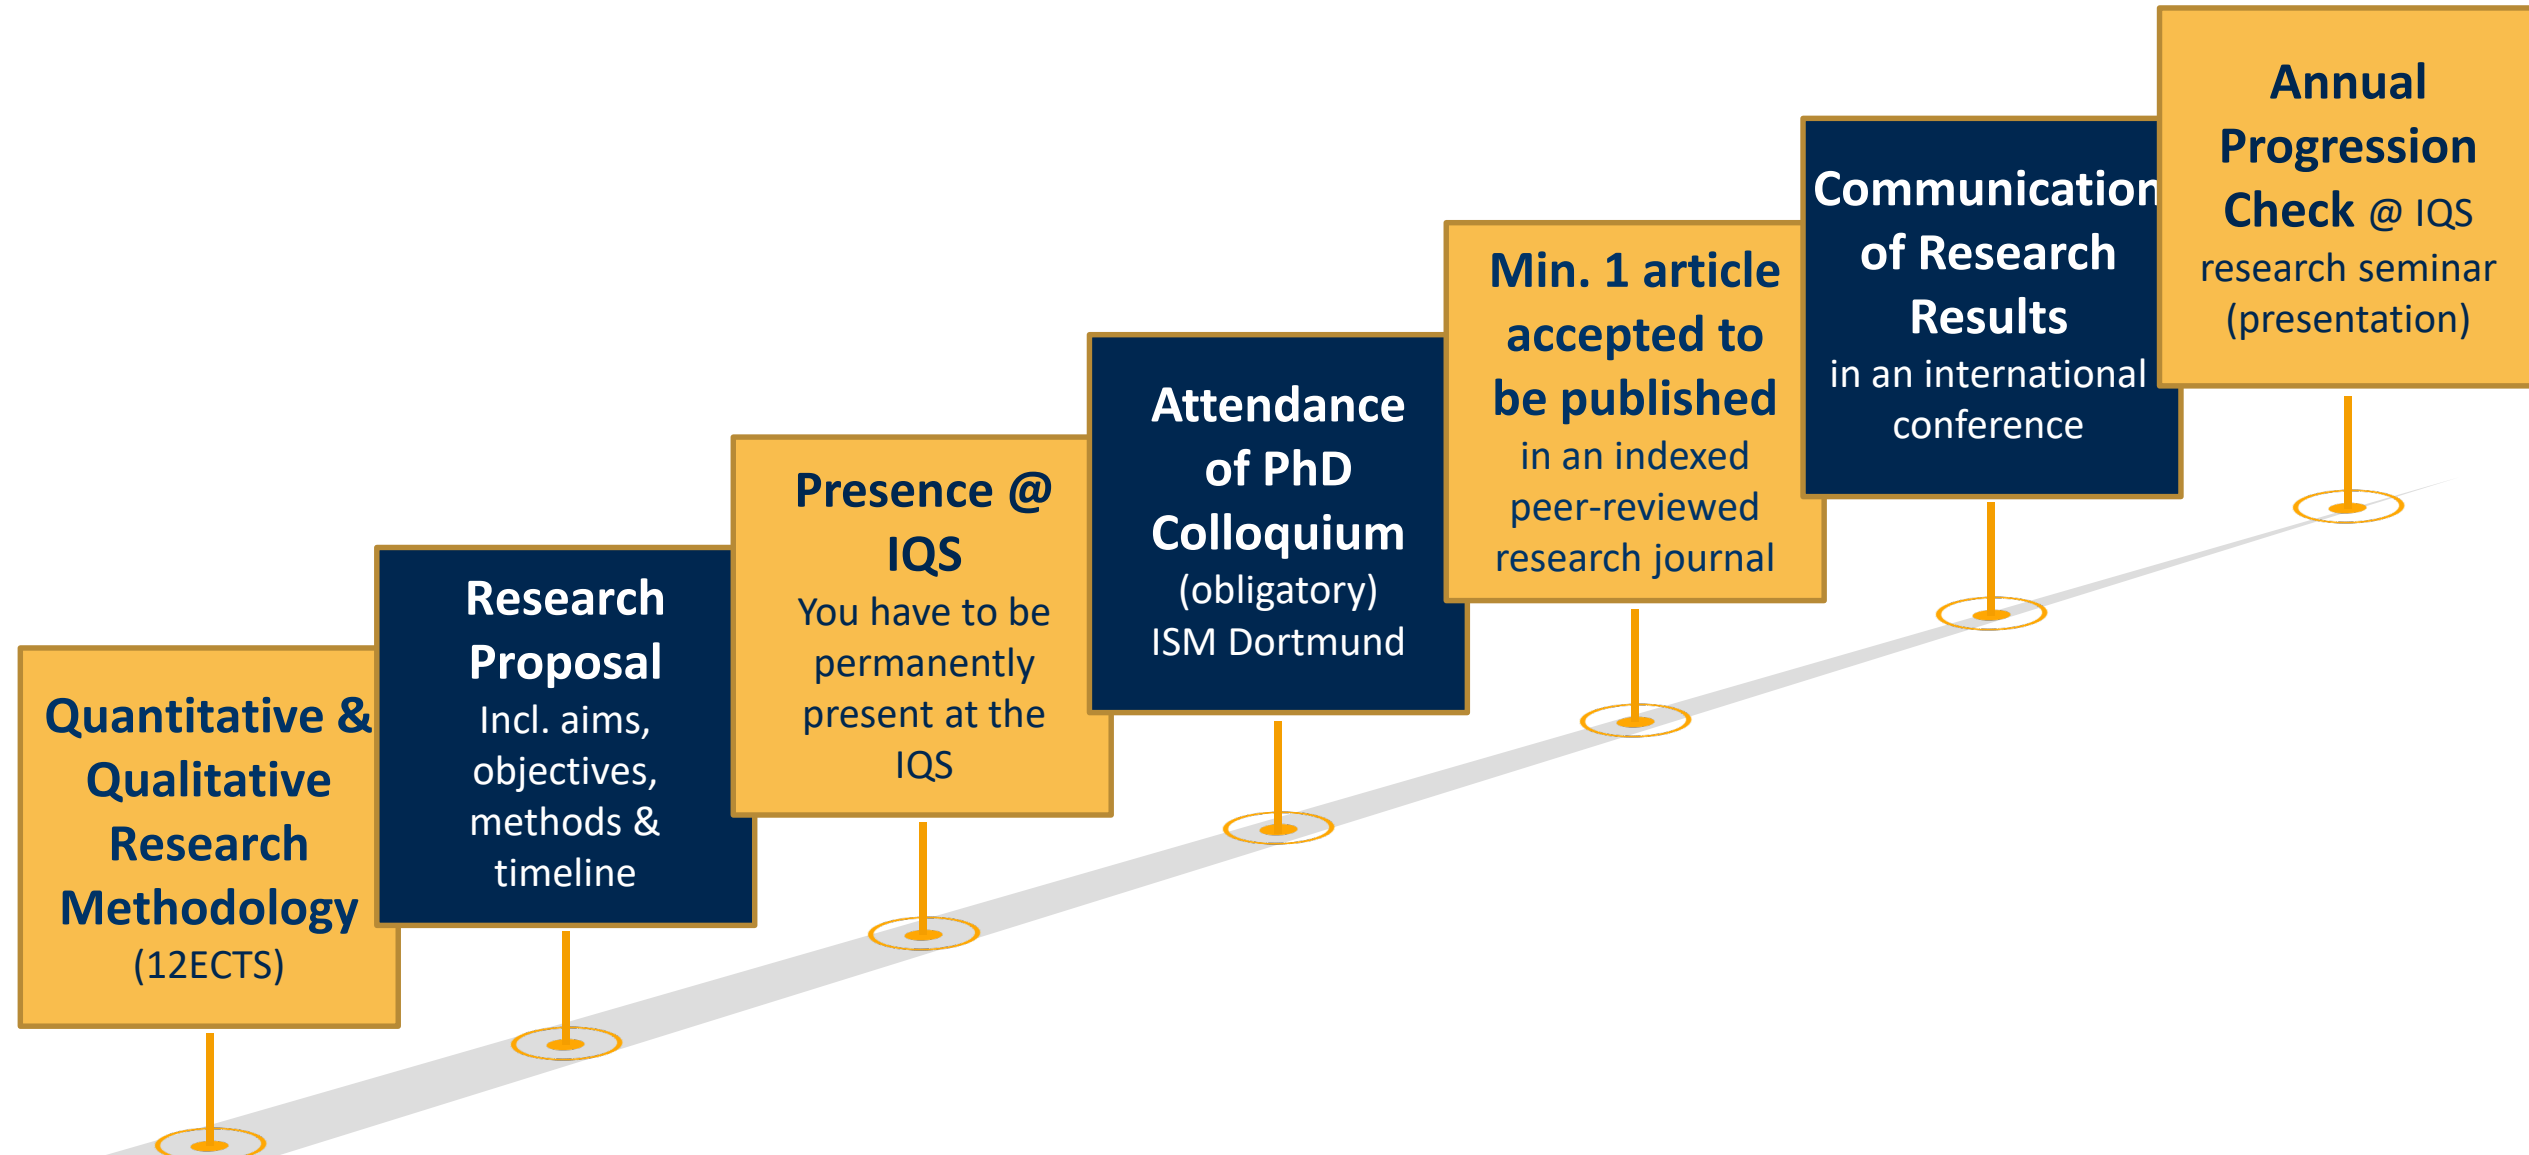 Quantitative &
Qualitative
Research
Methodology
(12ECTS)
Research
Proposal
Incl. aims,
objectives,
methods &
timeline
Presence @
IQS
You have to be
permanently
present at the
IQS
Attendance
of PhD
Colloquium
(obligatory)
ISM Dortmund
Min. 1 article
accepted to
be published
in an indexed
peer-reviewed
research journal
Communication
of Research
Results
in an international
conference
Annual
Progression
Check @ IQS
research seminar
(presentation)